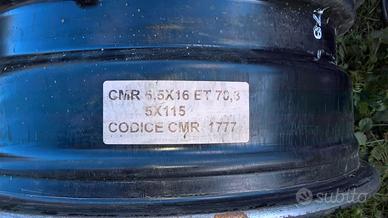 CMR 6,5X16 ET 70,3
5X115
CODICE CMR 1777
subito